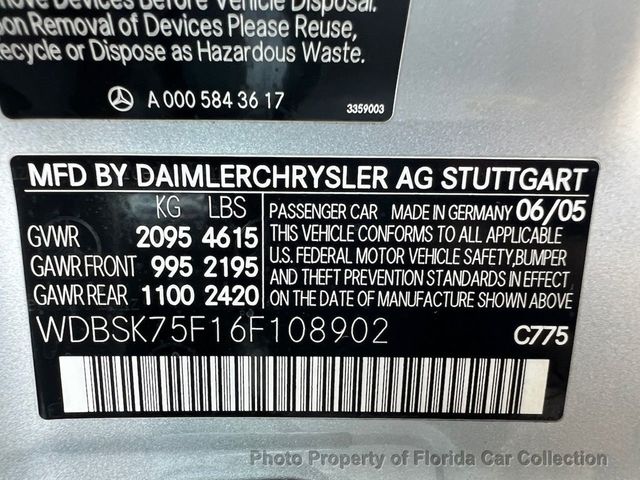 move Devices Before Vehicle Disposal.
pon Removal of Devices Please Reuse,
ecycle or Dispose as Hazardous Waste.
A 000 584 36 17
3359003
MFD BY DAIMLERCHRYSLER AG STUTTGART
KG LBS
PASSENGER CAR MADE IN GERMANY 06/05
GVWR 2095 4615
THIS VEHICLE CONFORMS TO ALL APPLICABLE
U.S. FEDERAL MOTOR VEHICLE SAFETY, BUMPER
GAWR FRONT 995 2195
AND THEFT PREVENTION STANDARDS IN EFFECT
GAWR REAR 1100 2420
ON THE DATE OF MANUFACTURE SHOWN ABOVE.
WDBSK75F16F108902
C775
Photo Property of Florida Car Collection